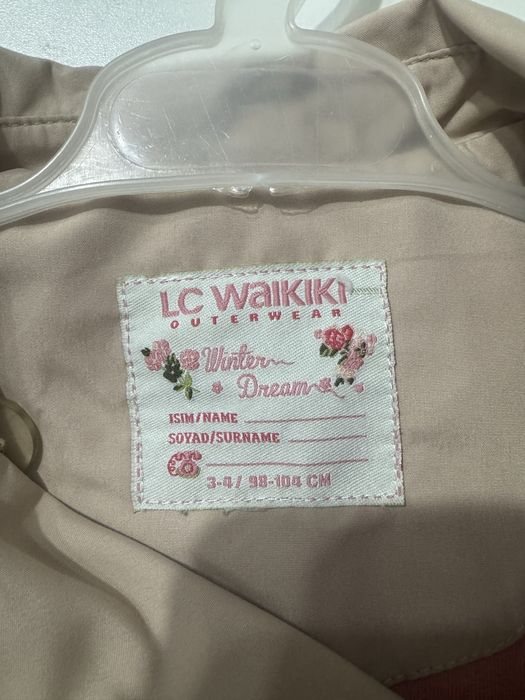 LC WAIKIKI
OUTERWEAR
Winter
Dream
ISIM/NAME
SOYAD/SURNAME
3-4/ 98-104 CM